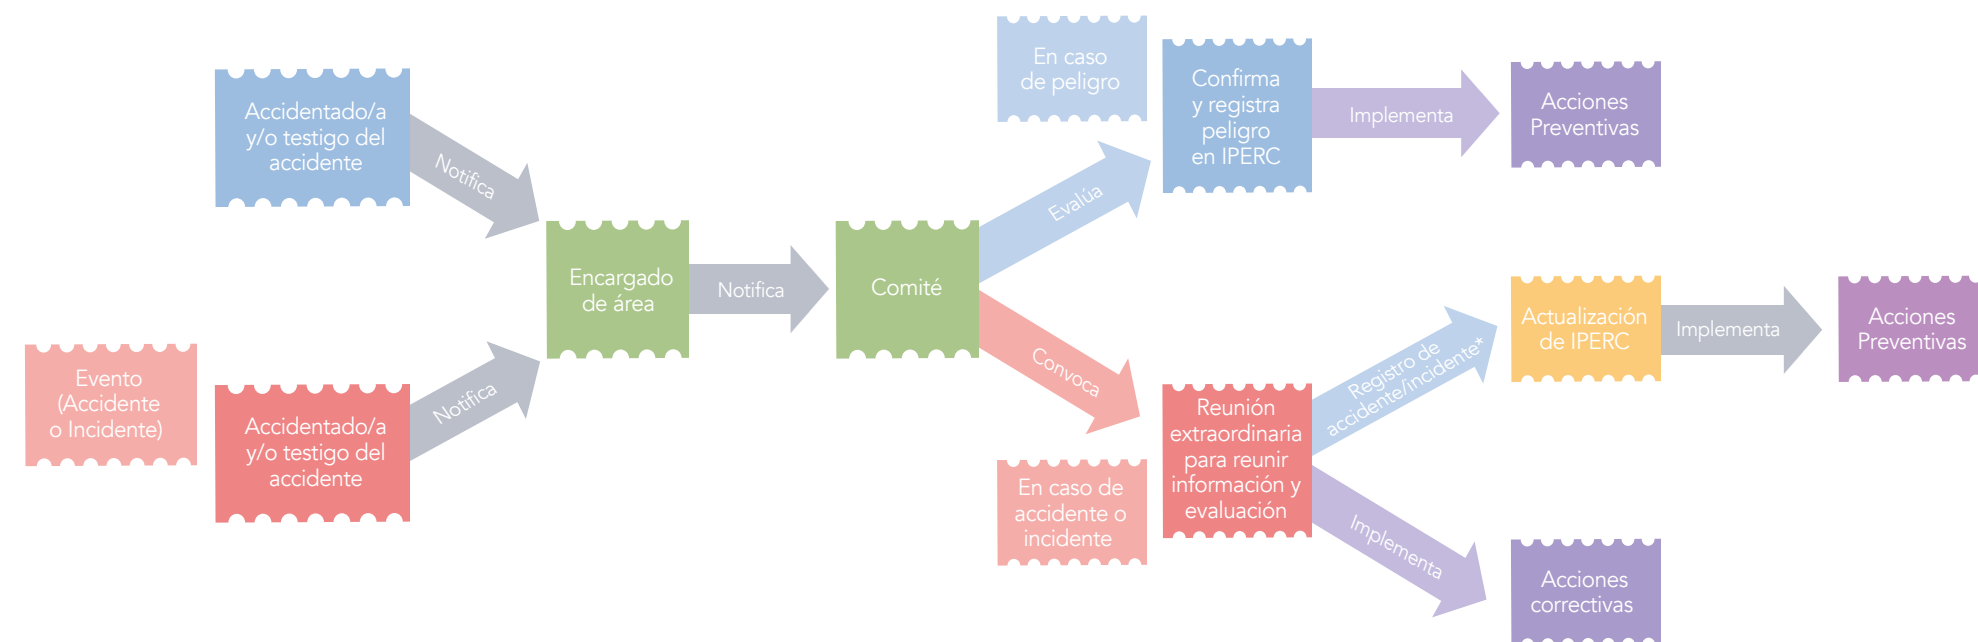 Accidentado/a
y/o testigo del
accidente
Notifica
Evento
(Accidente
o Incidente)
Accidentado/a
y/o testigo del
accidente
Notifica
Encargado
de área
Notifica
Comité
Evalúa
En caso
de peligro
Confirma
y registra
peligro
en IPERC
Implementa
Acciones
Preventivas
Convoca
En caso de
accidente o
incidente
Reunión
extraordinaria
para reunir
información y
evaluación
Registro de
accidente/incidente*
Actualización
de IPERC
Implementa
Acciones
Preventivas
Implementa
Acciones
correctivas